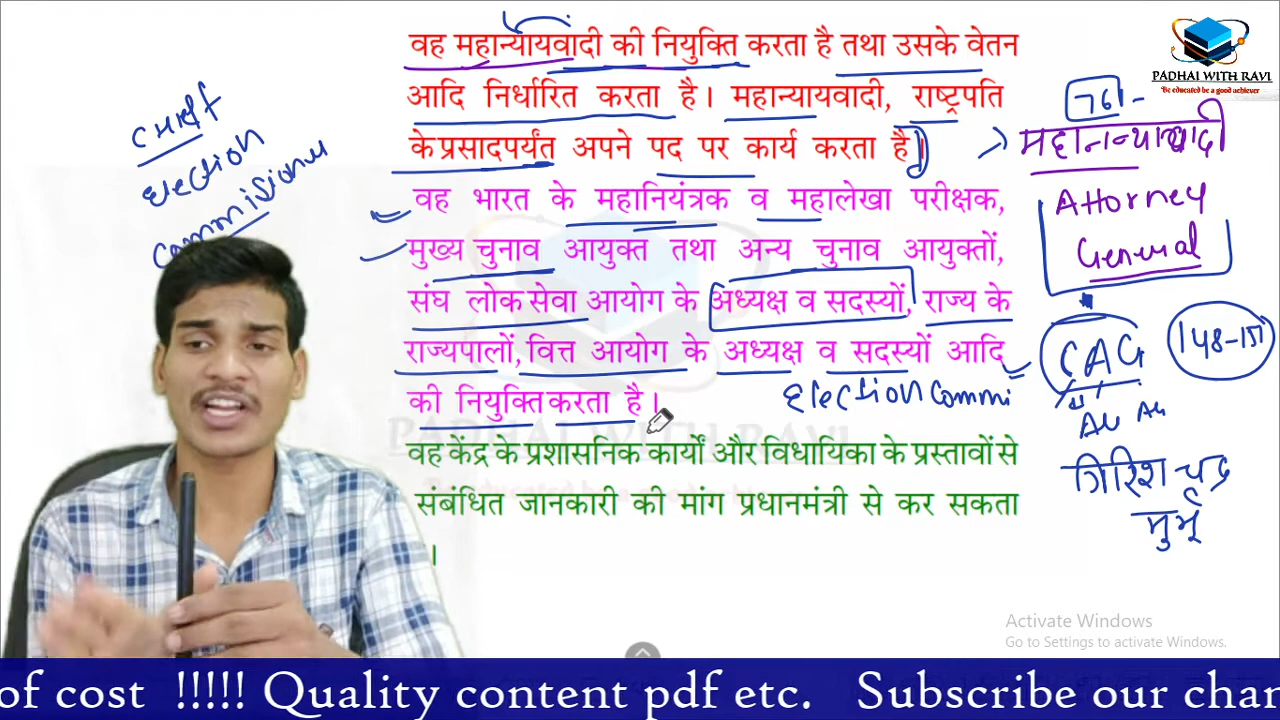 वह महान्यायवादी की नियुक्ति करता है तथा उसके वेतन
आदि निर्धारित करता है। महान्यायवादी, राष्ट्रपति
के प्रसादपर्यंत अपने पद पर कार्य करता है।
वह भारत के महानियंत्रक व महालेखा परीक्षक,
मुख्य चुनाव आयुक्त तथा अन्य चुनाव आयुक्तों,
संघ लोक सेवा आयोग के अध्यक्ष व सदस्यों, राज्य के
राज्यपालों, वित्त आयोग के अध्यक्ष व सदस्यों आदि
की नियुक्ति करता है।
वह केंद्र के प्रशासनिक कार्यों और विधायिका के प्रस्तावों से
संबंधित जानकारी की मांग प्रधानमंत्री से कर सकता
।
Election Commi
Election
PADHAI WITH RAVI
"Be educated be a good achiever
76
Attorney
General
CAG
148-151
गिरिश चंद्र
मुर्मू
PADHAI WITH RAVI
Activate Windows
Go to Settings to activate Windows.
of cost !!!!! Quality content pdf etc. Subscribe our chan